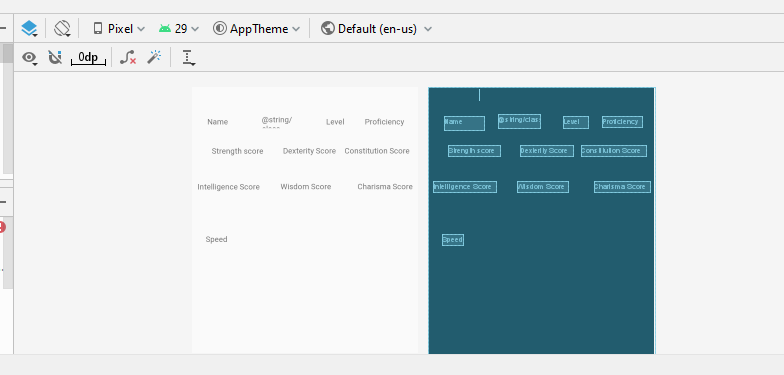 Pixel 29 AppTheme Default (en-us)
0dp
Name @string/ Level Proficiency
Strength score Dexterity Score Constitution Score
Intelligence Score Wisdom Score Charisma Score
Speed
Name @string/clas Level Proficiency
Strength score Dexterity Score Constitution Score
Intelligence Score Wisdom Score Charisma Score
Speed